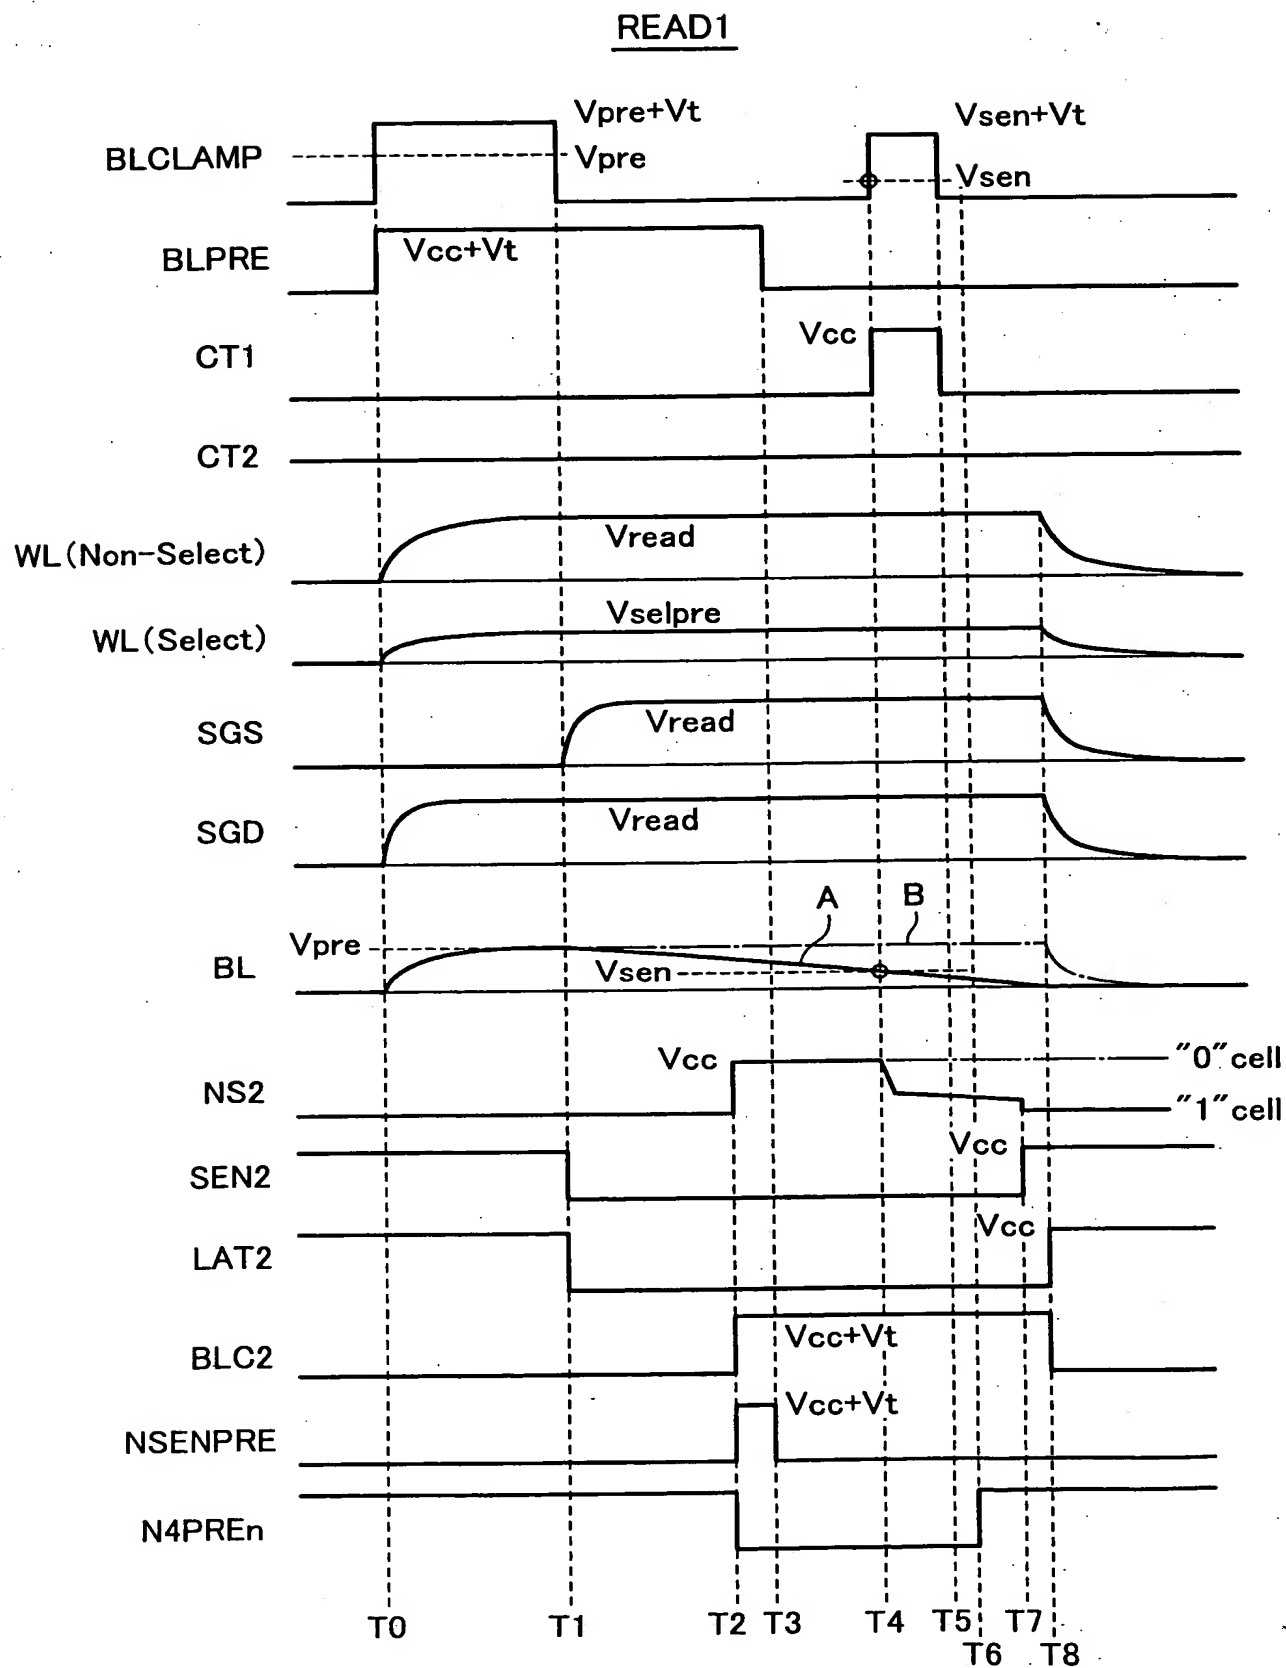 READ1
BLCLAMP
Vpre+Vt
Vpre
Vsen+Vt
Vsen
BLPRE
Vcc+Vt
CT1
Vcc
CT2
WL(Non-Select)
Vread
WL(Select)
Vselpre
SGS
Vread
SGD
Vread
A
B
Vpre
BL
Vsen
NS2
Vcc
"0" cell
"1" cell
SEN2
Vcc
LAT2
Vcc
BLC2
Vcc+Vt
NSENPRE
Vcc+Vt
N4PREn
T0 T1 T2 T3 T4 T5 T7
T6 T8